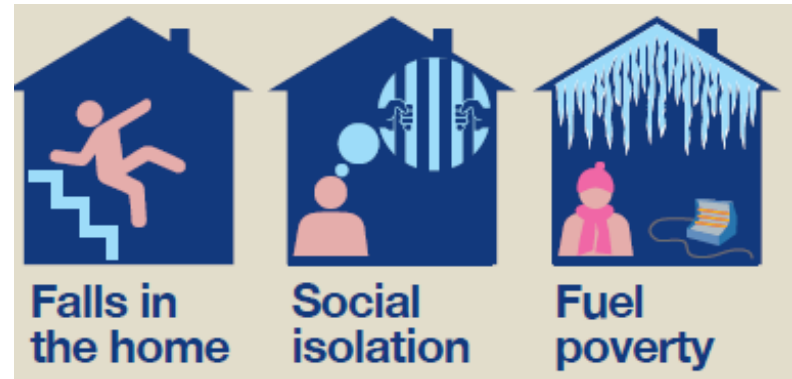 Falls in
the home
Social
isolation
Fuel
poverty